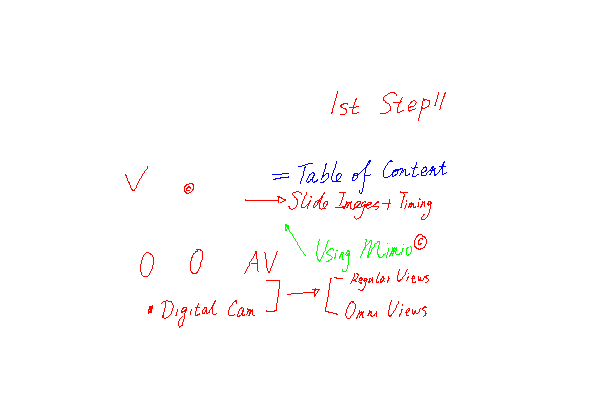 1st Step!!
= Table of Content
→ Slide Images + Timing
Using Mimio ©
O O AV
Regular Views
* Digital Cam → Omni Views